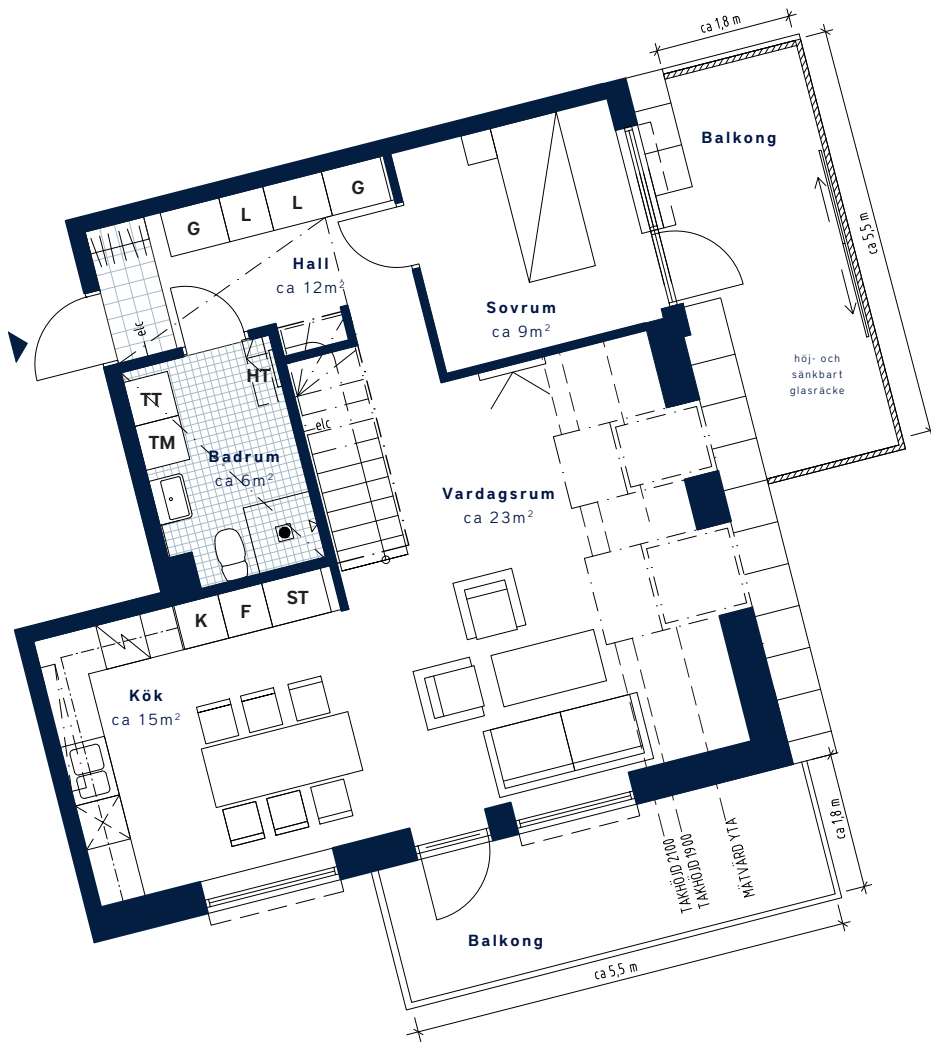 ca 1,8 m
Balkong
ca 5,5 m
höj- och
sänkbart
glasräcke
G
L
L
G
Hall
ca 12m²
Sovrum
ca 9m²
elc
HT
TT
TM
elc
Badrum
ca 6m²
Vardagsrum
ca 23m²
K
F
ST
Kök
ca 15m²
TAKHÖJD 2100
TAKHÖJD 1900
MÄTVÄRD YTA
ca 1,8 m
Balkong
ca 5,5 m